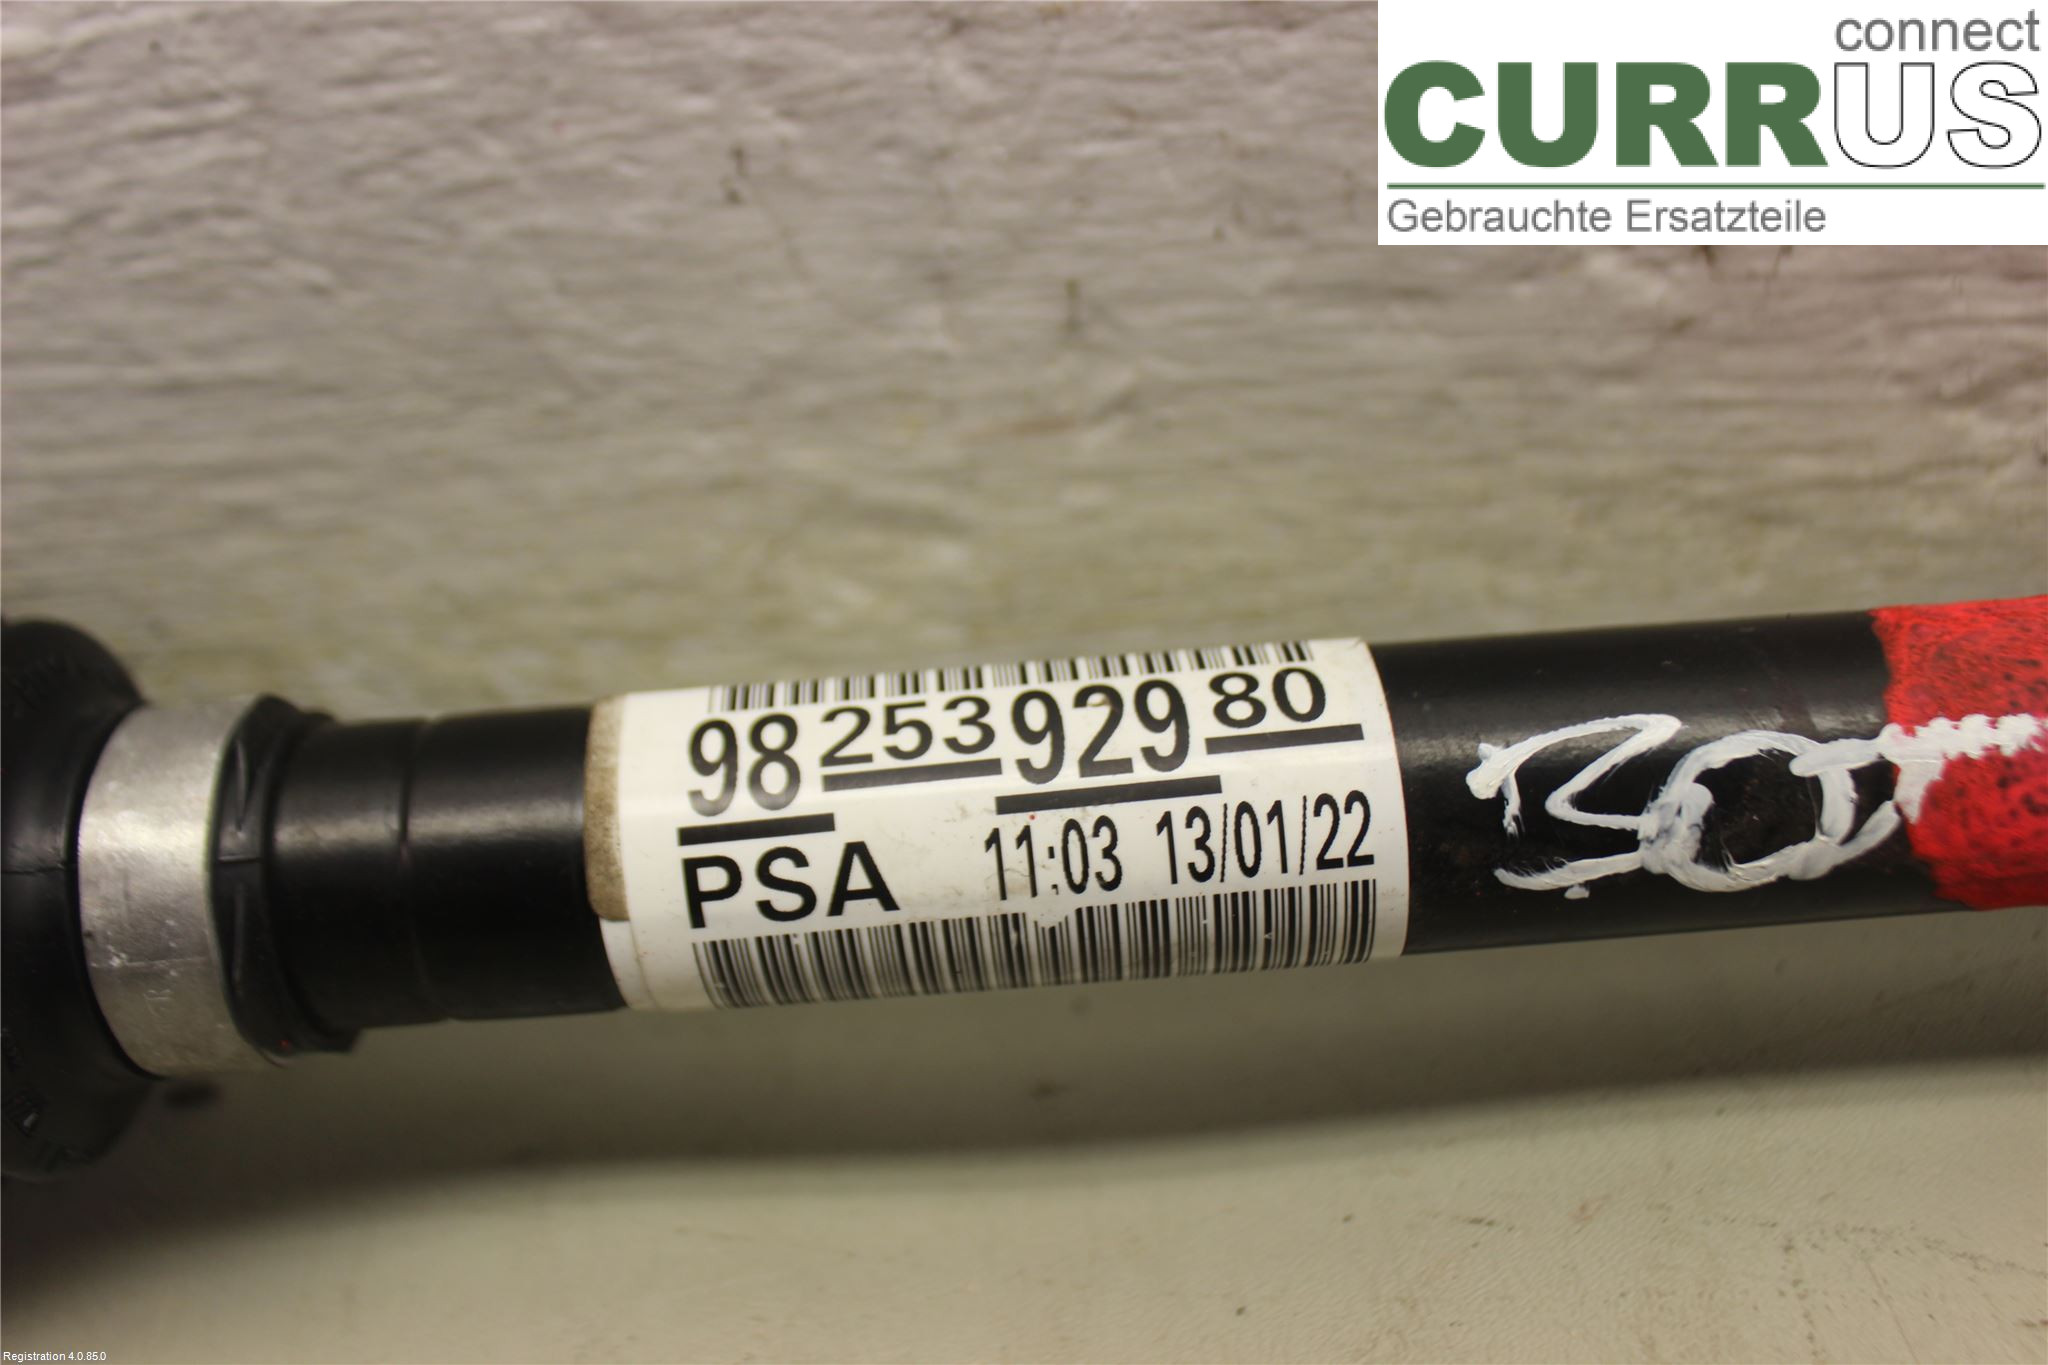 connect
CURRUS
Gebrauchte Ersatzteile
98 253 929 80
PSA 11:03 13/01/22
Registration 4.0.85.0